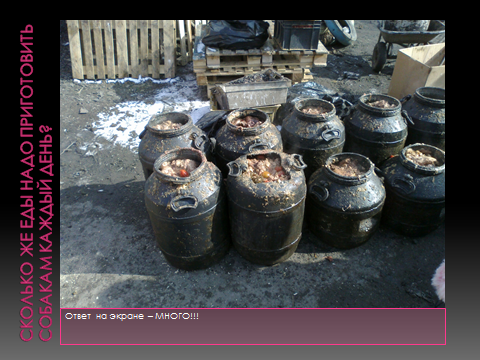 СКОЛЬКО ЖЕ ЕДЫ НАДО ПРИГОТОВИТЬ
СОБАКАМ КАЖДЫЙ ДЕНЬ?
Ответ на экране – МНОГО!!!